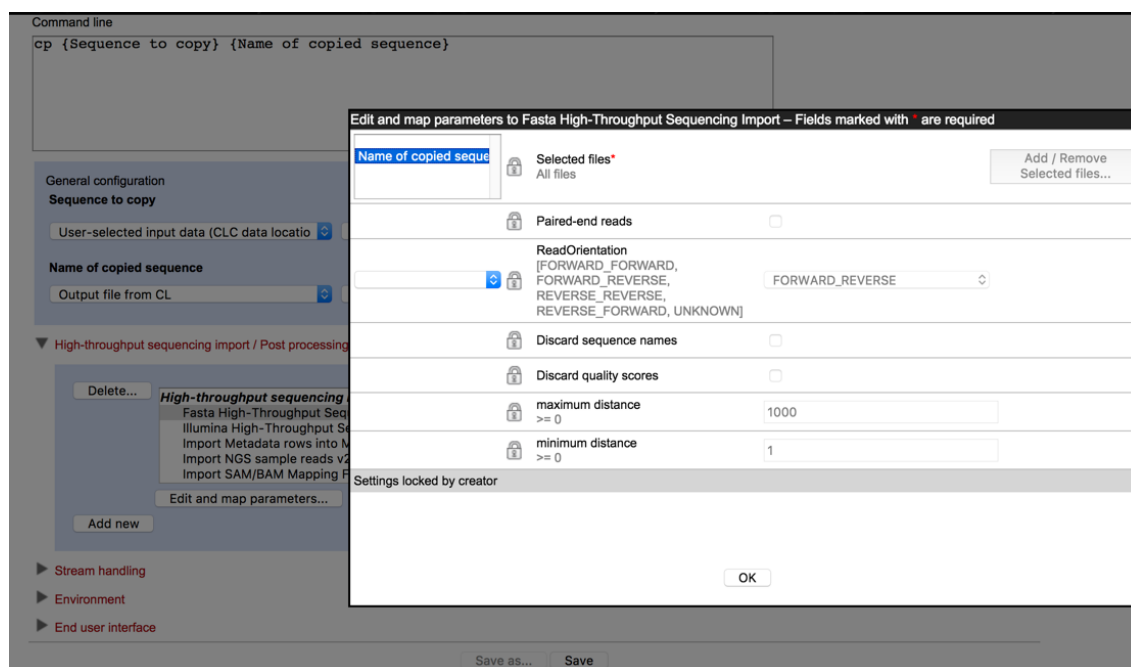 Command line
cp {Sequence to copy} {Name of copied sequence}
Edit and map parameters to Fasta High-Throughput Sequencing Import – Fields marked with * are required
Name of copied seque
Selected files*
All files
Add / Remove
Selected files...
Paired-end reads
ReadOrientation
[FORWARD_FORWARD,
FORWARD_REVERSE,
REVERSE_REVERSE,
REVERSE_FORWARD, UNKNOWN]
FORWARD_REVERSE
Discard sequence names
Discard quality scores
maximum distance
>= 0
1000
minimum distance
>= 0
1
Settings locked by creator
OK
General configuration
Sequence to copy
User-selected input data (CLC data locatio
Name of copied sequence
Output file from CL
High-throughput sequencing import / Post processing
Delete...
High-throughput sequencing
Fasta High-Throughput Seq
Illumina High-Throughput Se
Import Metadata rows into M
Import NGS sample reads v2
Import SAM/BAM Mapping F
Edit and map parameters...
Add new
Stream handling
Environment
End user interface
Save as...
Save